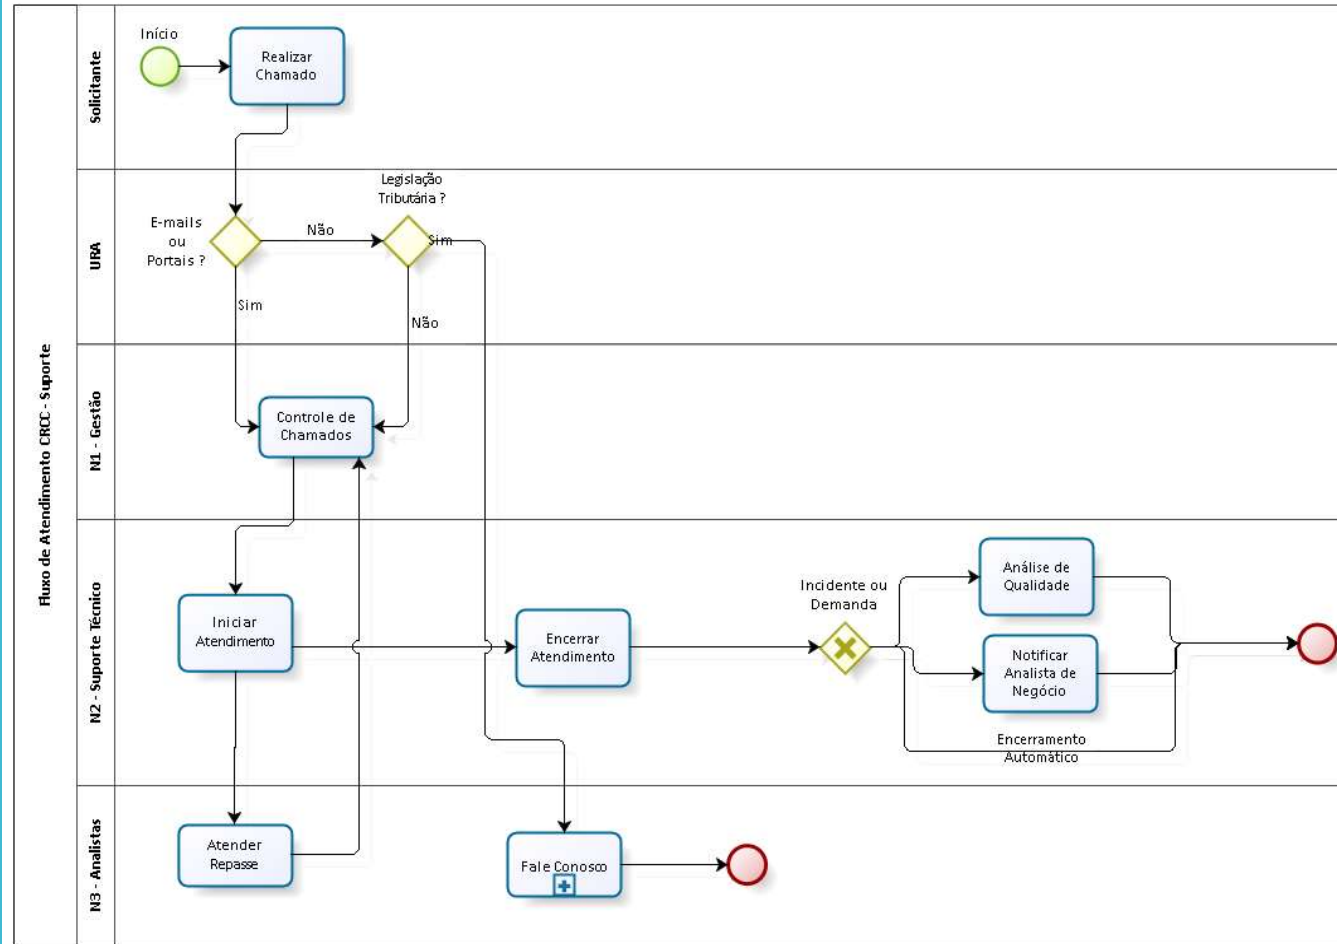 Fluxo de Atendimento CRCC - Suporte
Solicitante
Início
Realizar
Chamado
URA
E-mails
ou
Portais ?
Não
Sim
Legislação
Tributária ?
Sim
Não
N1 - Gestão
Controle de
Chamados
N2 - Suporte Técnico
Iniciar
Atendimento
Encerrar
Atendimento
Incidente ou
Demanda
Análise de
Qualidade
Notificar
Analista de
Negócio
Encerramento
Automático
N3 - Analistas
Atender
Repasse
Fale Conosco